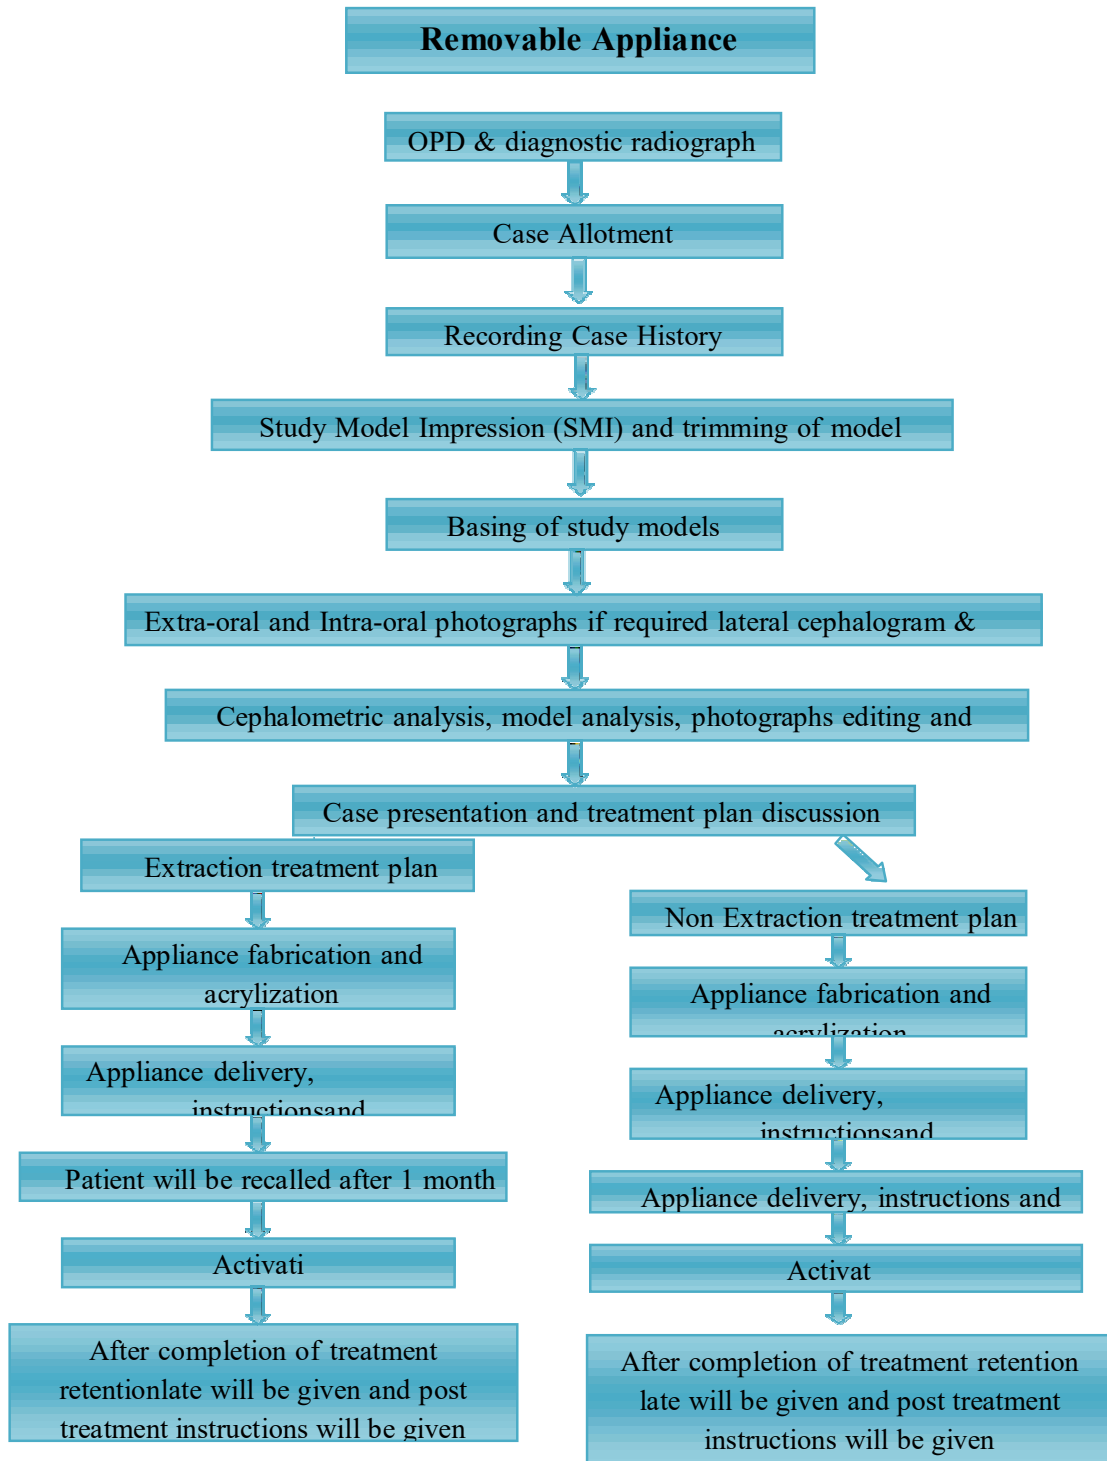 Removable Appliance
OPD & diagnostic radiograph
Case Allotment
Recording Case History
Study Model Impression (SMI) and trimming of model
Basing of study models
Extra-oral and Intra-oral photographs if required lateral cephalogram &
Cephalometric analysis, model analysis, photographs editing and
Case presentation and treatment plan discussion
Extraction treatment plan
Appliance fabrication and
acrylization
Appliance delivery,
instructionsand
Patient will be recalled after 1 month
Activati
After completion of treatment
retentionlate will be given and post
treatment instructions will be given
Non Extraction treatment plan
Appliance fabrication and
acrylization
Appliance delivery,
instructionsand
Appliance delivery, instructions and
Activat
After completion of treatment retention
late will be given and post treatment
instructions will be given